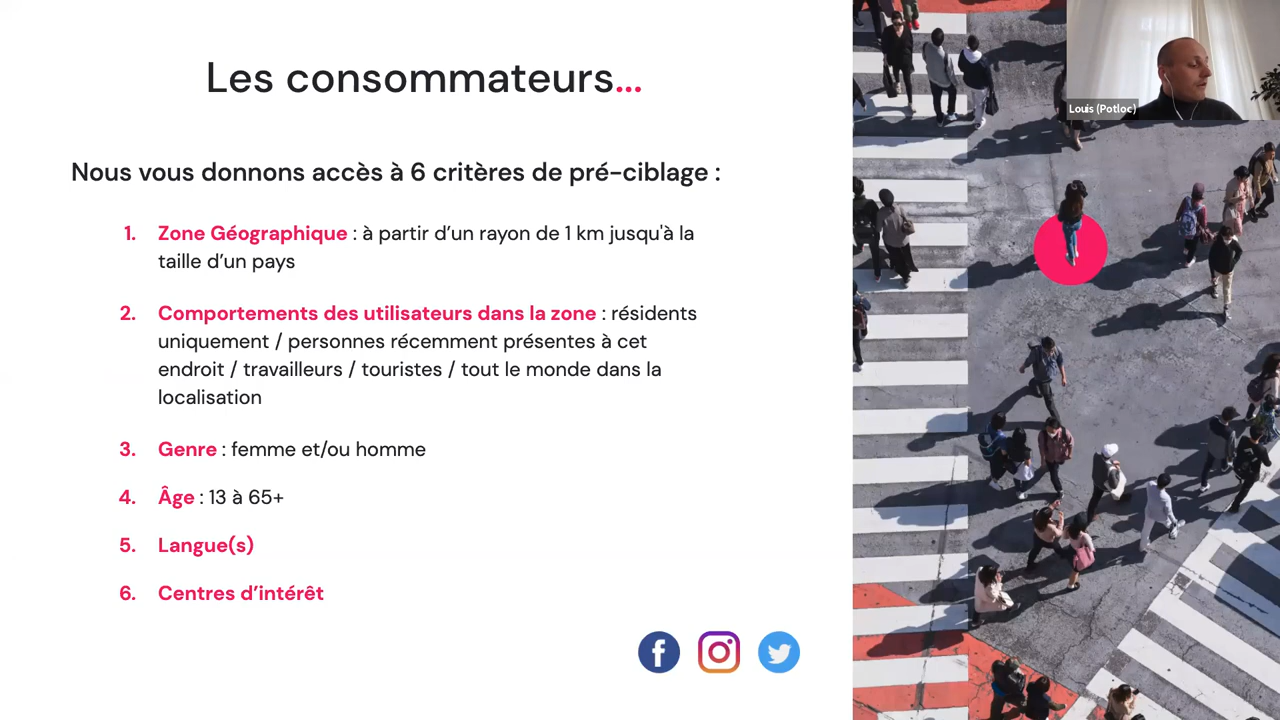 Les consommateurs...
Louis (Potloc)
Nous vous donnons accès à 6 critères de pré-ciblage :
1. Zone Géographique : à partir d’un rayon de 1 km jusqu'à la
taille d’un pays
2. Comportements des utilisateurs dans la zone : résidents
uniquement / personnes récemment présentes à cet
endroit / travailleurs / touristes / tout le monde dans la
localisation
3. Genre : femme et/ou homme
4. Âge : 13 à 65+
5. Langue(s)
6. Centres d’intérêt